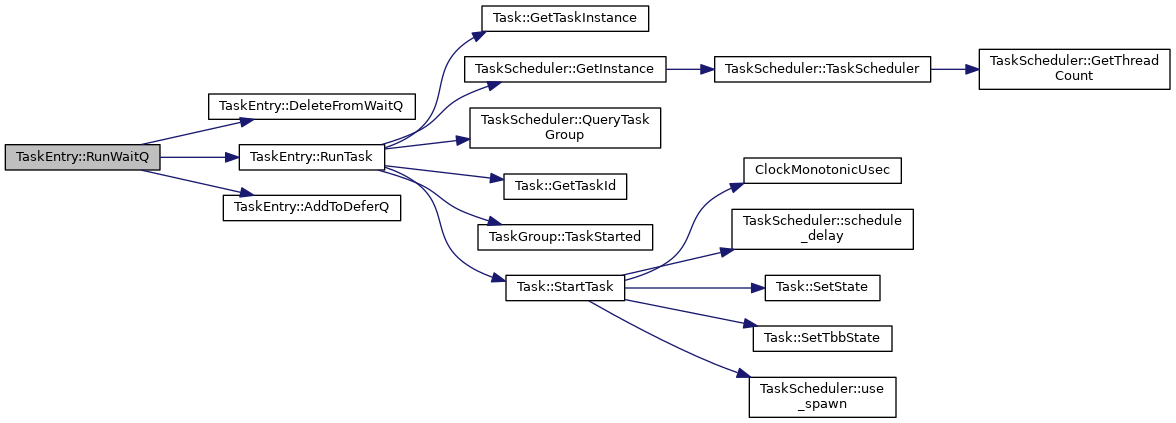 Task::GetTaskInstance
TaskScheduler::GetInstance
TaskScheduler::TaskScheduler
TaskScheduler::GetThread
Count
TaskEntry::DeleteFromWaitQ
TaskScheduler::QueryTask
Group
TaskEntry::RunWaitQ
TaskEntry::RunTask
ClockMonotonicUsec
Task::GetTaskId
TaskEntry::AddToDeferQ
TaskScheduler::schedule
_delay
TaskGroup::TaskStarted
Task::StartTask
Task::SetState
Task::SetTbbState
TaskScheduler::use
_spawn